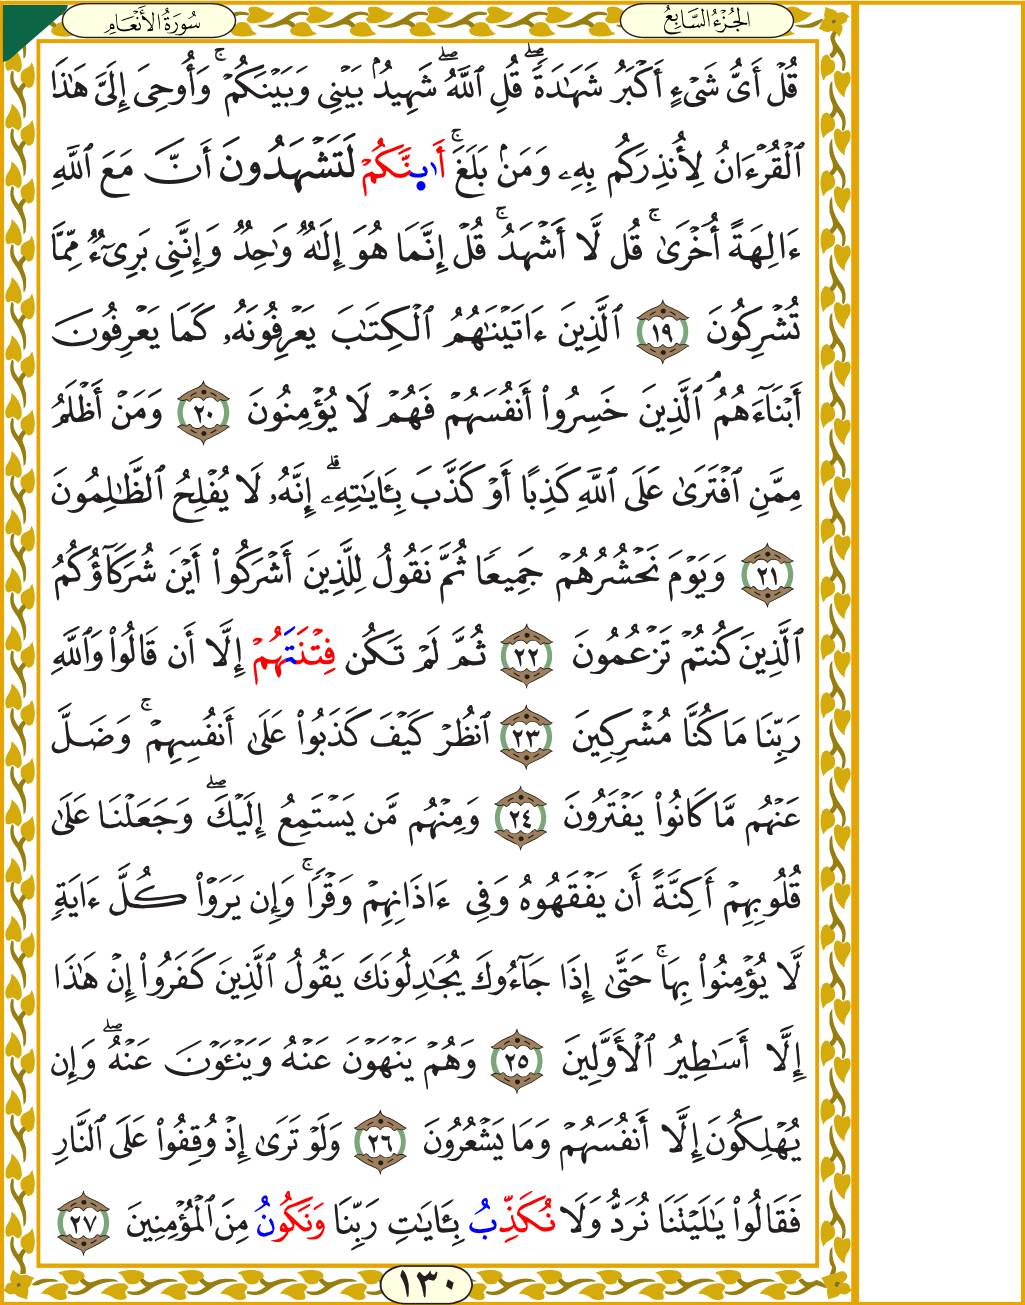 الجُزْءُ السَّابِعُ
سُورَةُ الأَنْعَامِ
قُلْ أَىُّ شَىْءٍ أَكْبَرُ شَهَٰدَةًۖ قُلِ ٱللَّهُۖ شَهِيدُۢ بَيْنِى وَبَيْنَكُمْۚ وَأُوحِىَ إِلَىَّ هَٰذَا
ٱلْقُرْءَانُ لِأُنذِرَكُم بِهِۦ وَمَنۢ بَلَغَۚ أَٮ۪ٕنَّكُمْ لَتَشْهَدُونَ أَنَّ مَعَ ٱللَّهِ
ءَالِهَةً أُخْرَىٰۚ قُل لَّا أَشْهَدُۚ قُلْ إِنَّمَا هُوَ إِلَٰهٌ وَٰحِدٌ وَإِنَّنِى بَرِىٓءٌ مِّمَّا
تُشْرِكُونَ ١٩ ٱلَّذِينَ ءَاتَيْنَٰهُمُ ٱلْكِتَٰبَ يَعْرِفُونَهُۥ كَمَا يَعْرِفُونَ
أَبْنَآءَهُمُۘ ٱلَّذِينَ خَسِرُوا۟ أَنفُسَهُمْ فَهُمْ لَا يُؤْمِنُونَ ٢٠ وَمَنْ أَظْلَمُ
مِمَّنِ ٱفْتَرَىٰ عَلَى ٱللَّهِ كَذِبًا أَوْ كَذَّبَ بِـَٔايَٰتِهِۦۗ إِنَّهُۥ لَا يُفْلِحُ ٱلظَّٰلِمُونَ
٢١ وَيَوْمَ نَحْشُرُهُمْ جَمِيعًا ثُمَّ نَقُولُ لِلَّذِينَ أَشْرَكُوا۟ أَيْنَ شُرَكَآؤُكُمُ
ٱلَّذِينَ كُنتُمْ تَزْعُمُونَ ٢٢ ثُمَّ لَمْ تَكُن فِتْنَتَهُمْ إِلَّا أَن قَالُوا۟ وَٱللَّهِ
رَبِّنَا مَا كُنَّا مُشْرِكِينَ ٢٣ ٱنظُرْ كَيْفَ كَذَبُوا۟ عَلَىٰ أَنفُسِهِمْۚ وَضَلَّ
عَنْهُم مَّا كَانُوا۟ يَفْتَرُونَ ٢٤ وَمِنْهُم مَّن يَسْتَمِعُ إِلَيْكَۖ وَجَعَلْنَا عَلَىٰ
قُلُوبِهِمْ أَكِنَّةً أَن يَفْقَهُوهُ وَفِى ءَاذَانِهِمْ وَقْرًاۚ وَإِن يَرَوْا۟ كُلَّ ءَايَةٍ
لَّا يُؤْمِنُوا۟ بِهَاۚ حَتَّىٰ إِذَا جَآءُوكَ يُجَٰدِلُونَكَ يَقُولُ ٱلَّذِينَ كَفَرُوا۟ إِنْ هَٰذَا
إِلَّا أَسَٰطِيرُ ٱلْأَوَّلِينَ ٢٥ وَهُمْ يَنْهَوْنَ عَنْهُ وَيَنْـَٔوْنَ عَنْهُۖ وَإِن
يُهْلِكُونَ إِلَّا أَنفُسَهُمْ وَمَا يَشْعُرُونَ ٢٦ وَلَوْ تَرَىٰ إِذْ وُقِفُوا۟ عَلَى ٱلنَّارِ
فَقَالُوا۟ يَٰلَيْتَنَا نُرَدُّ وَلَا نُكَذِّبُ بِـَٔايَٰتِ رَبِّنَا وَنَكُونُ مِنَ ٱلْمُؤْمِنِينَ ٢٧
١٣٠